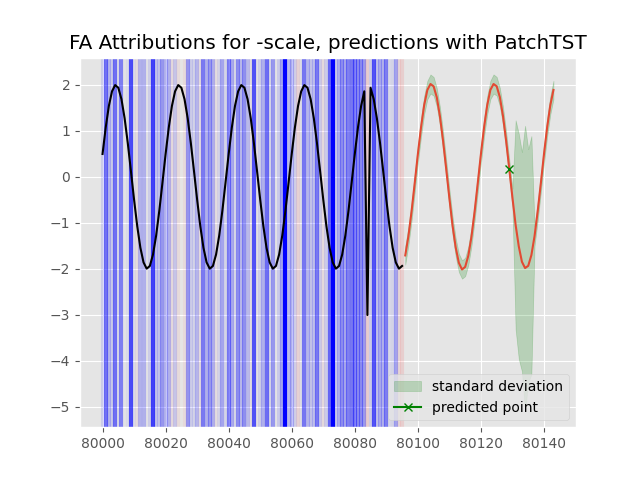 FA Attributions for -scale, predictions with PatchTST
2
1
0
−1
−2
−3
−4
−5
standard deviation
predicted point
80000 80020 80040 80060 80080 80100 80120 80140